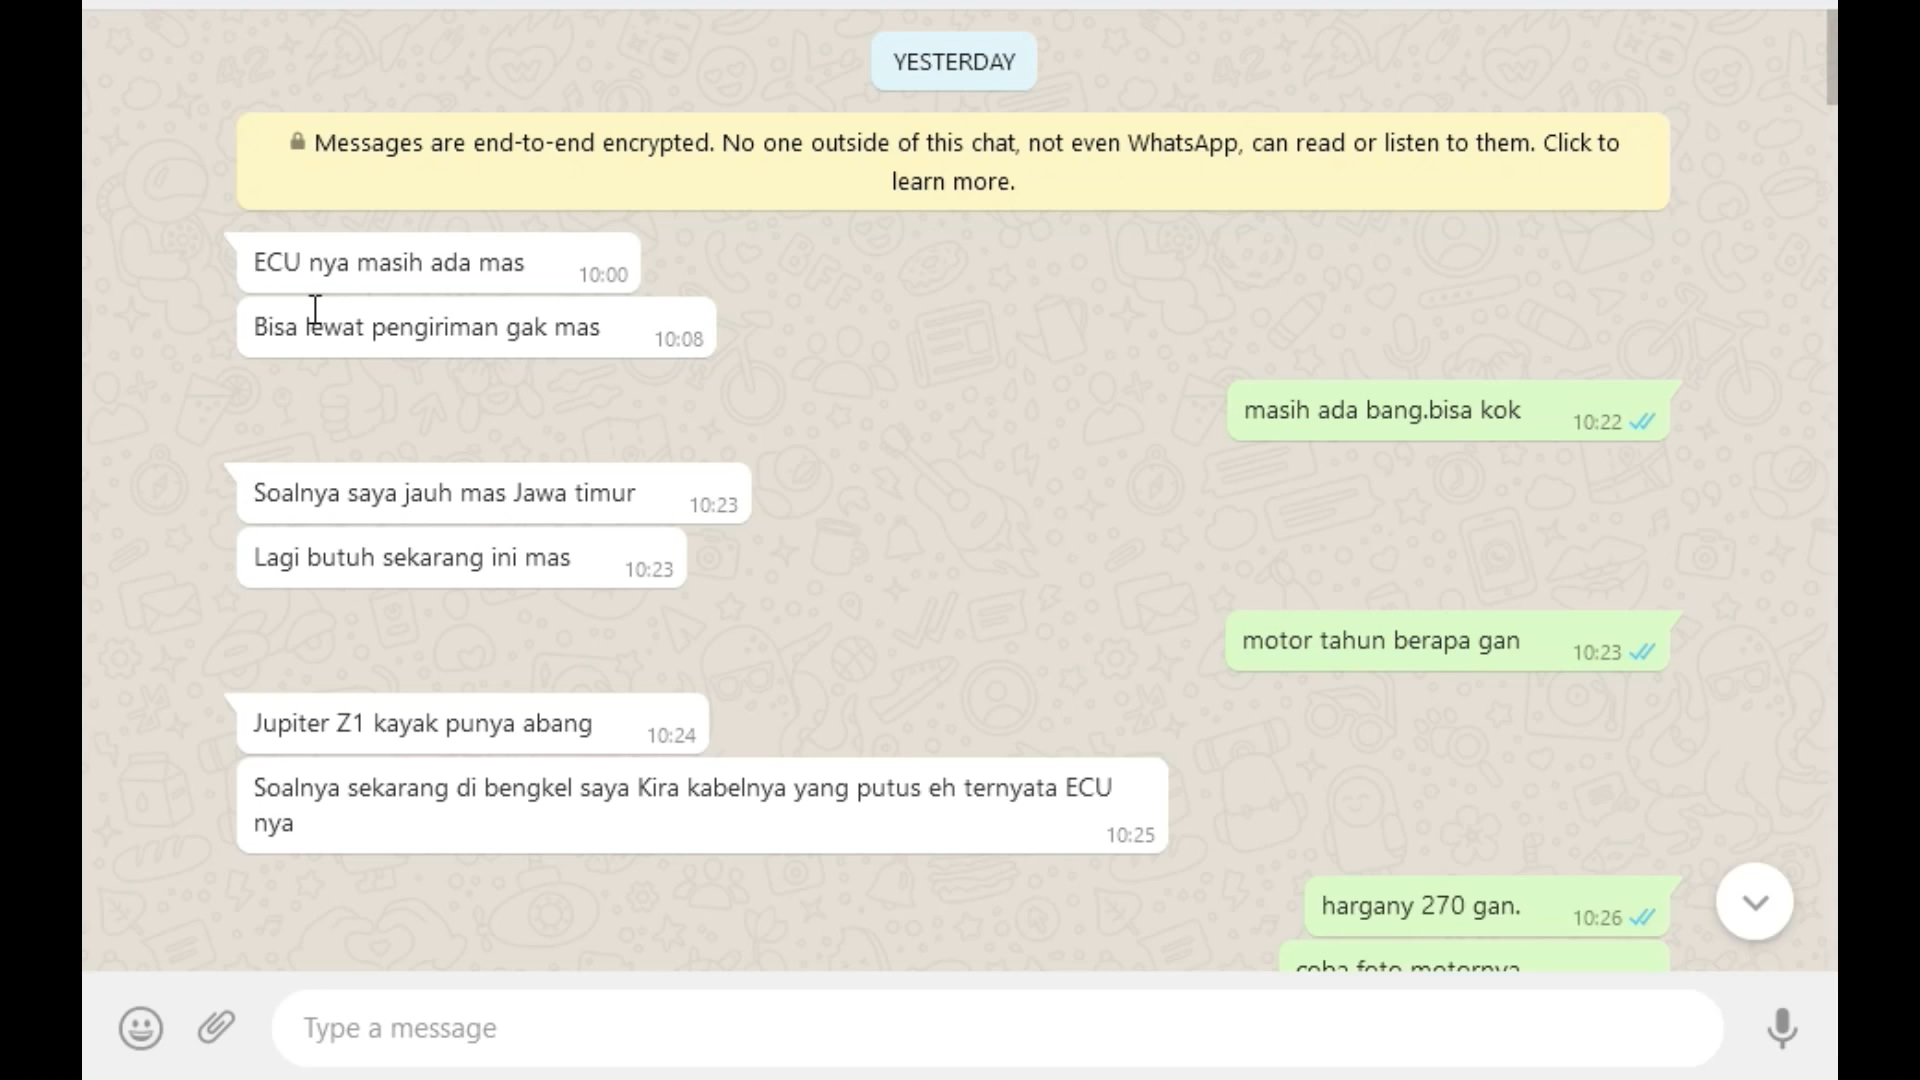 YESTERDAY
Messages are end-to-end encrypted. No one outside of this chat, not even WhatsApp, can read or listen to them. Click to
learn more.
ECU nya masih ada mas 10:00
Bisa lewat pengiriman gak mas 10:08
masih ada bang.bisa kok 10:22
Soalnya saya jauh mas Jawa timur 10:23
Lagi butuh sekarang ini mas 10:23
motor tahun berapa gan 10:23
Jupiter Z1 kayak punya abang 10:24
Soalnya sekarang di bengkel saya Kira kabelnya yang putus eh ternyata ECU
nya 10:25
hargany 270 gan. 10:26
coba foto motornya
Type a message